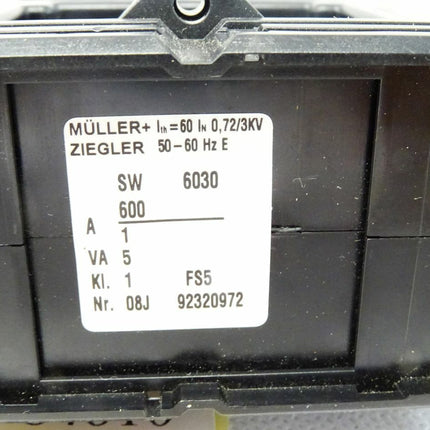 MÜLLER+ Ith=60 IN 0,72/3KV
ZIEGLER 50-60 Hz E
SW 6030
A 600
1
VA 5
Kl. 1 FS5
Nr. 08J 92320972